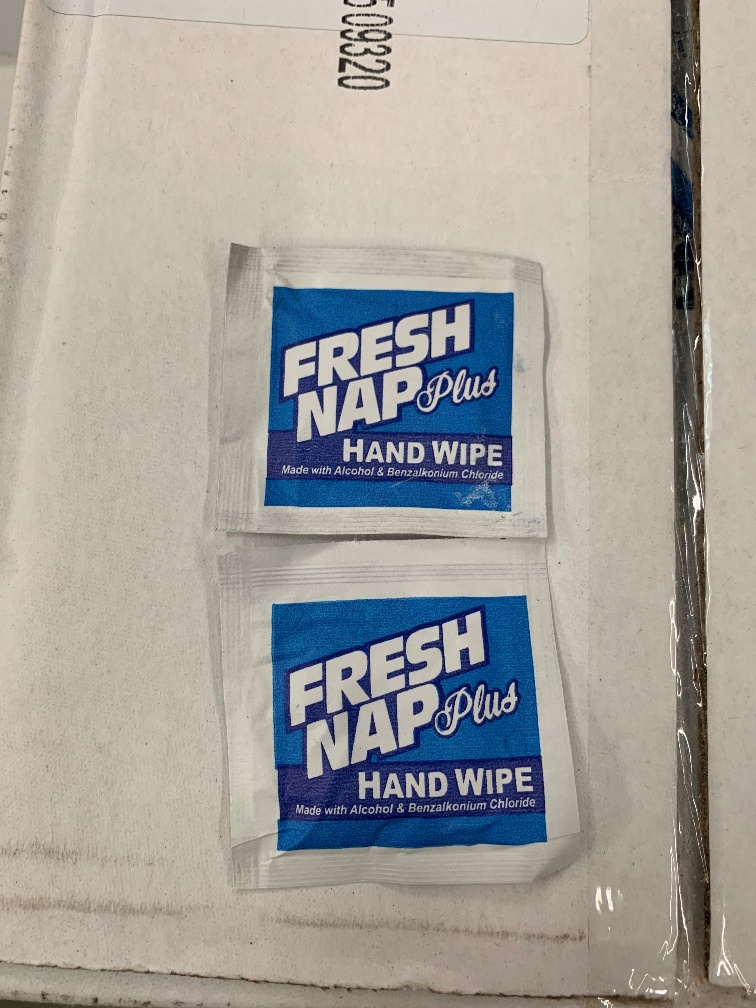 509320
FRESH
NAP Plus
HAND WIPE
Made with Alcohol & Benzalkonium Chloride
FRESH
NAP Plus
HAND WIPE
Made with Alcohol & Benzalkonium Chloride